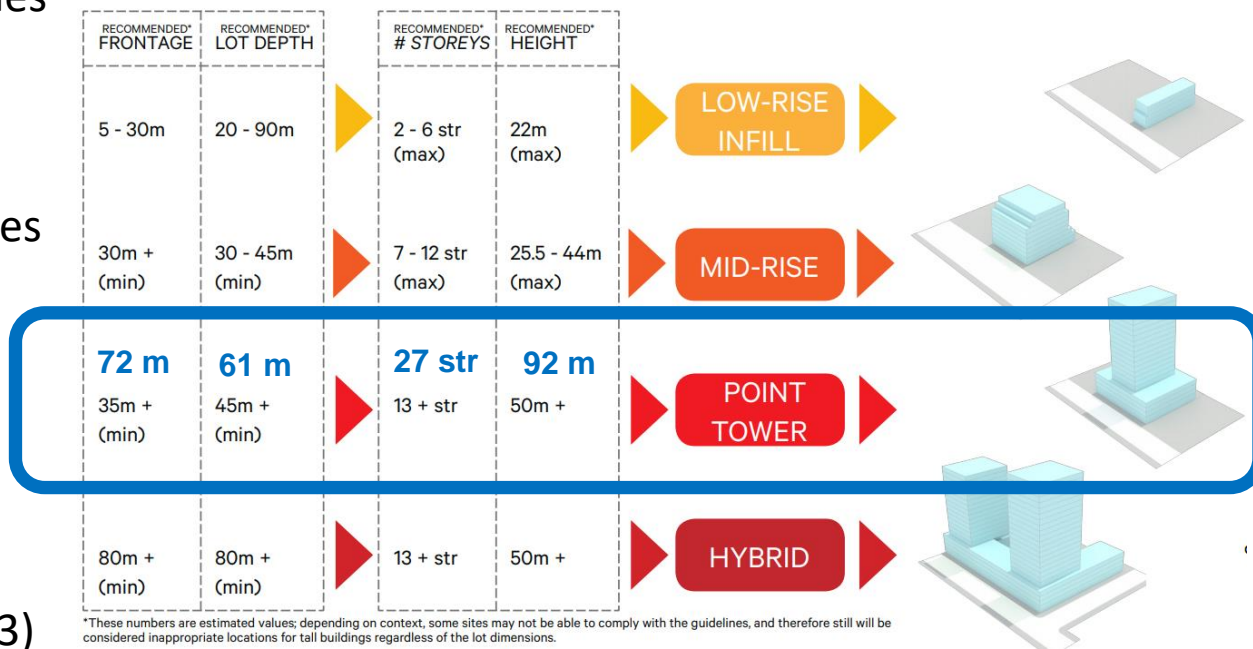 es
RECOMMENDED* FRONTAGE
RECOMMENDED* LOT DEPTH
RECOMMENDED* # STOREYS
RECOMMENDED* HEIGHT
5 - 30m
20 - 90m
2 - 6 str
(max)
22m
(max)
LOW-RISE
INFILL
es
30m +
(min)
30 - 45m
(min)
7 - 12 str
(max)
25.5 - 44m
(max)
MID-RISE
72 m
61 m
27 str
92 m
35m +
(min)
45m +
(min)
13 + str
50m +
POINT
TOWER
80m +
(min)
80m +
(min)
13 + str
50m +
HYBRID
3)
*These numbers are estimated values; depending on context, some sites may not be able to comply with the guidelines, and therefore still will be
considered inappropriate locations for tall buildings regardless of the lot dimensions.